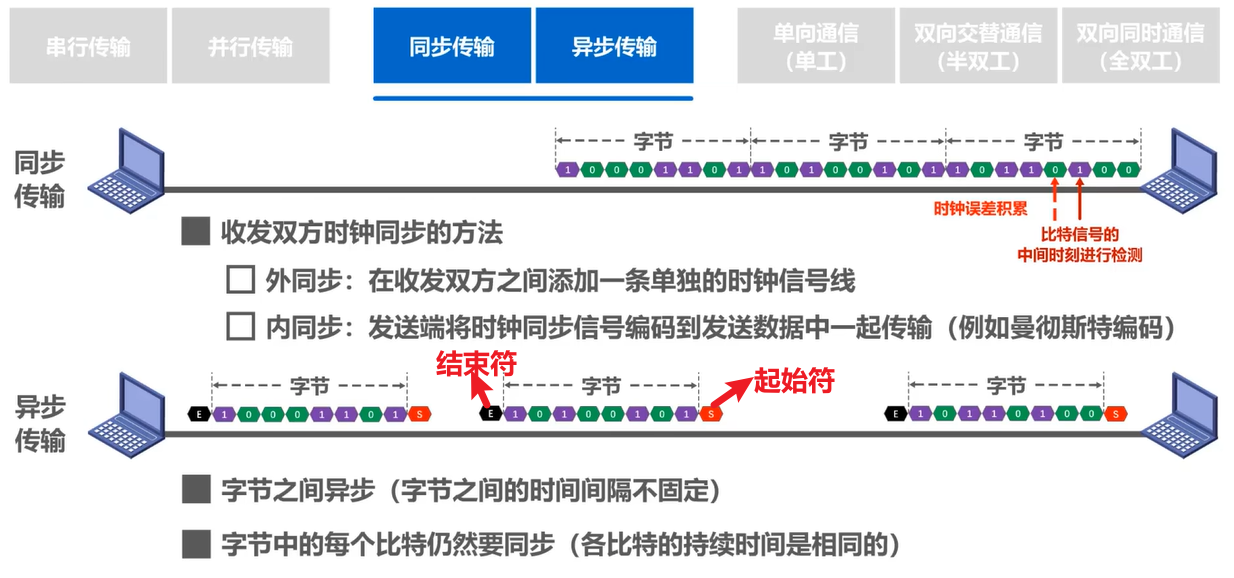 串行传输
并行传输
同步传输
异步传输
单向通信
（单工）
双向交替通信
（半双工）
双向同时通信
（全双工）
同步
传输
字节
字节
字节
1 0 0 0 1 1 0 1 1 0 1 0 0 1 0 1 1 0 1 1 0 1 0 0
时钟误差积累
比特信号的
中间时刻进行检测
收发双方时钟同步的方法
外同步：在收发双方之间添加一条单独的时钟信号线
内同步：发送端将时钟同步信号编码到发送数据中一起传输（例如曼彻斯特编码）
结束符
起始符
异步
传输
字节
字节
字节
E 1 0 0 0 1 1 0 1 S
E 1 0 1 0 0 1 0 1 S
E 1 0 1 1 0 1 0 0 S
字节之间异步（字节之间的时间间隔不固定）
字节中的每个比特仍然要同步（各比特的持续时间是相同的）